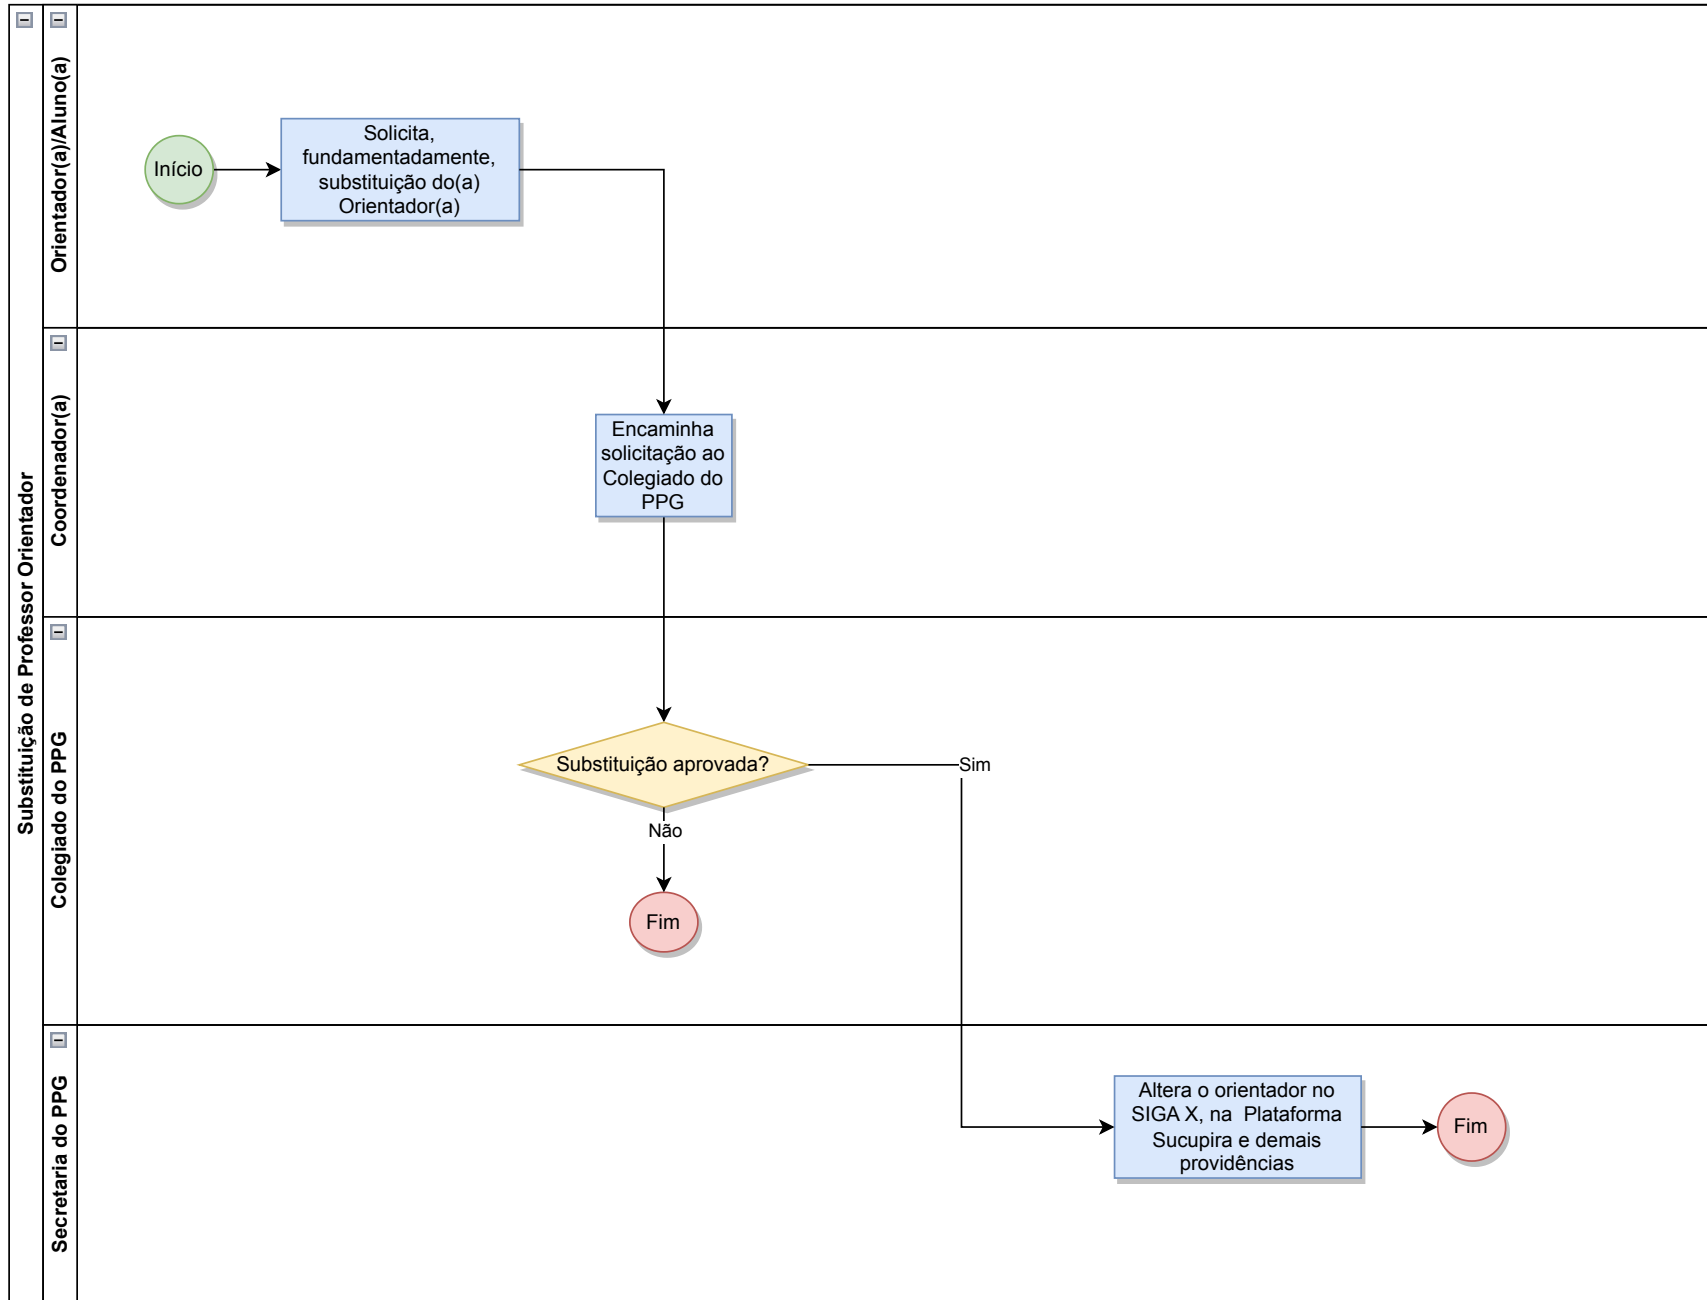 Substituição de Professor Orientador
Orientador(a)/Aluno(a)
Início
Solicita,
fundamentadamente,
substituição do(a)
Orientador(a)
Coordenador(a)
Encaminha
solicitação ao
Colegiado do
PPG
Colegiado do PPG
Substituição aprovada?
Sim
Não
Fim
Secretaria do PPG
Altera o orientador no
SIGA X, na Plataforma
Sucupira e demais
providências
Fim